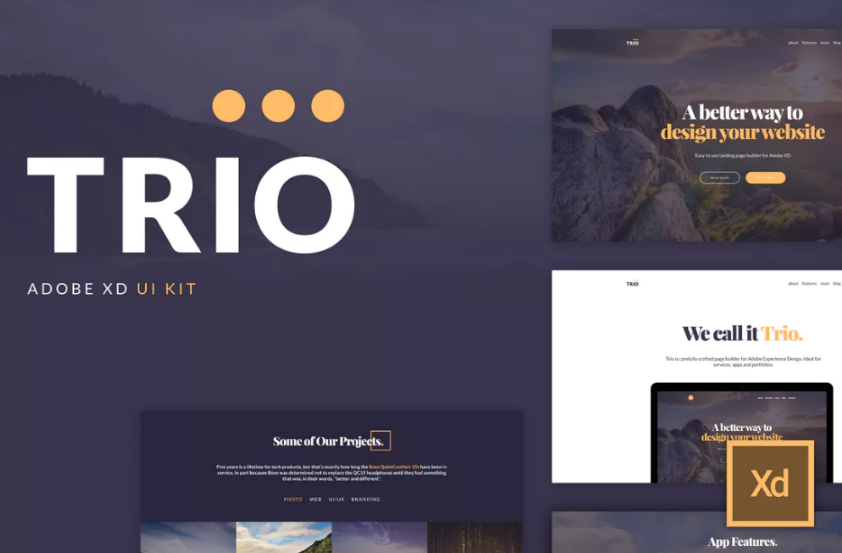 TRIO
ADOBE XD UI KIT
TRIO
about Features team Blog
A better way to
design your website
Easy to use landing page builder for Adobe XD
READ MORE
TRIO
about Features team Blog
We call it Trio.
Trio is carefully crafted page builder for Adobe Experience Design. Ideal for
services, apps and portfolios.
A better way to
design your website
Xd
Some of Our Projects.
Five years is a lifetime for tech products, but that's exactly how long the Bose QuietComfort 15s have been in
service, in part because Bose was determined not to replace the QC15 headphones until they had something
that was, in their words, "better and different".
PHOTO WEB UI/UX BRANDING
App Features.